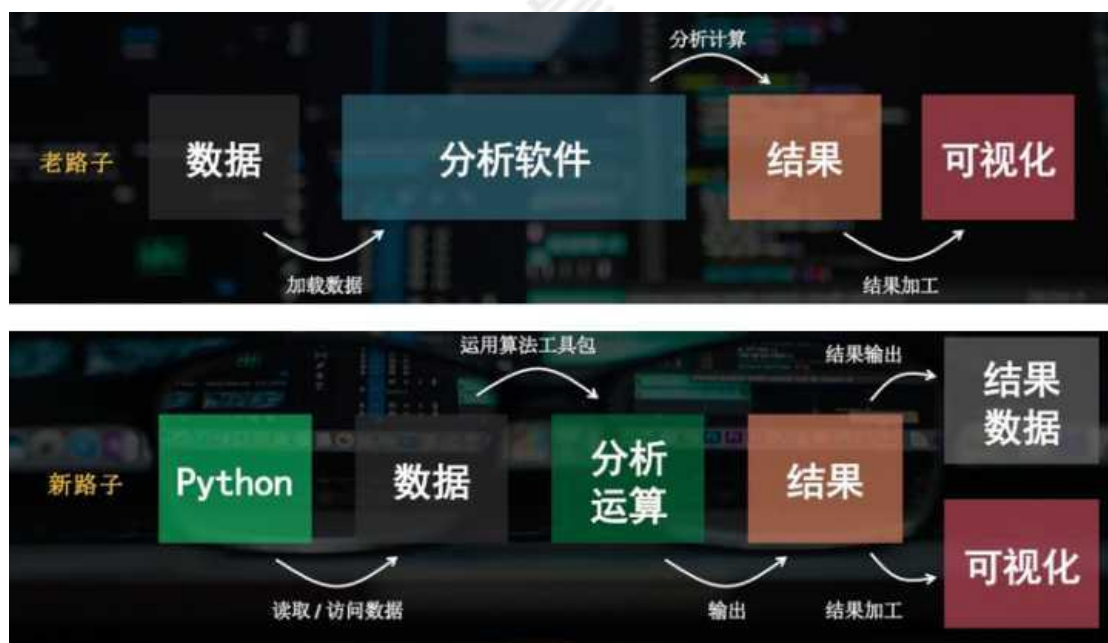 分析计算
老路子
数据
分析软件
结果
可视化
加载数据
结果加工
运用算法工具包
结果输出
结果
数据
新路子
Python
数据
分析
运算
结果
可视化
读取 / 访问数据
输出
结果加工